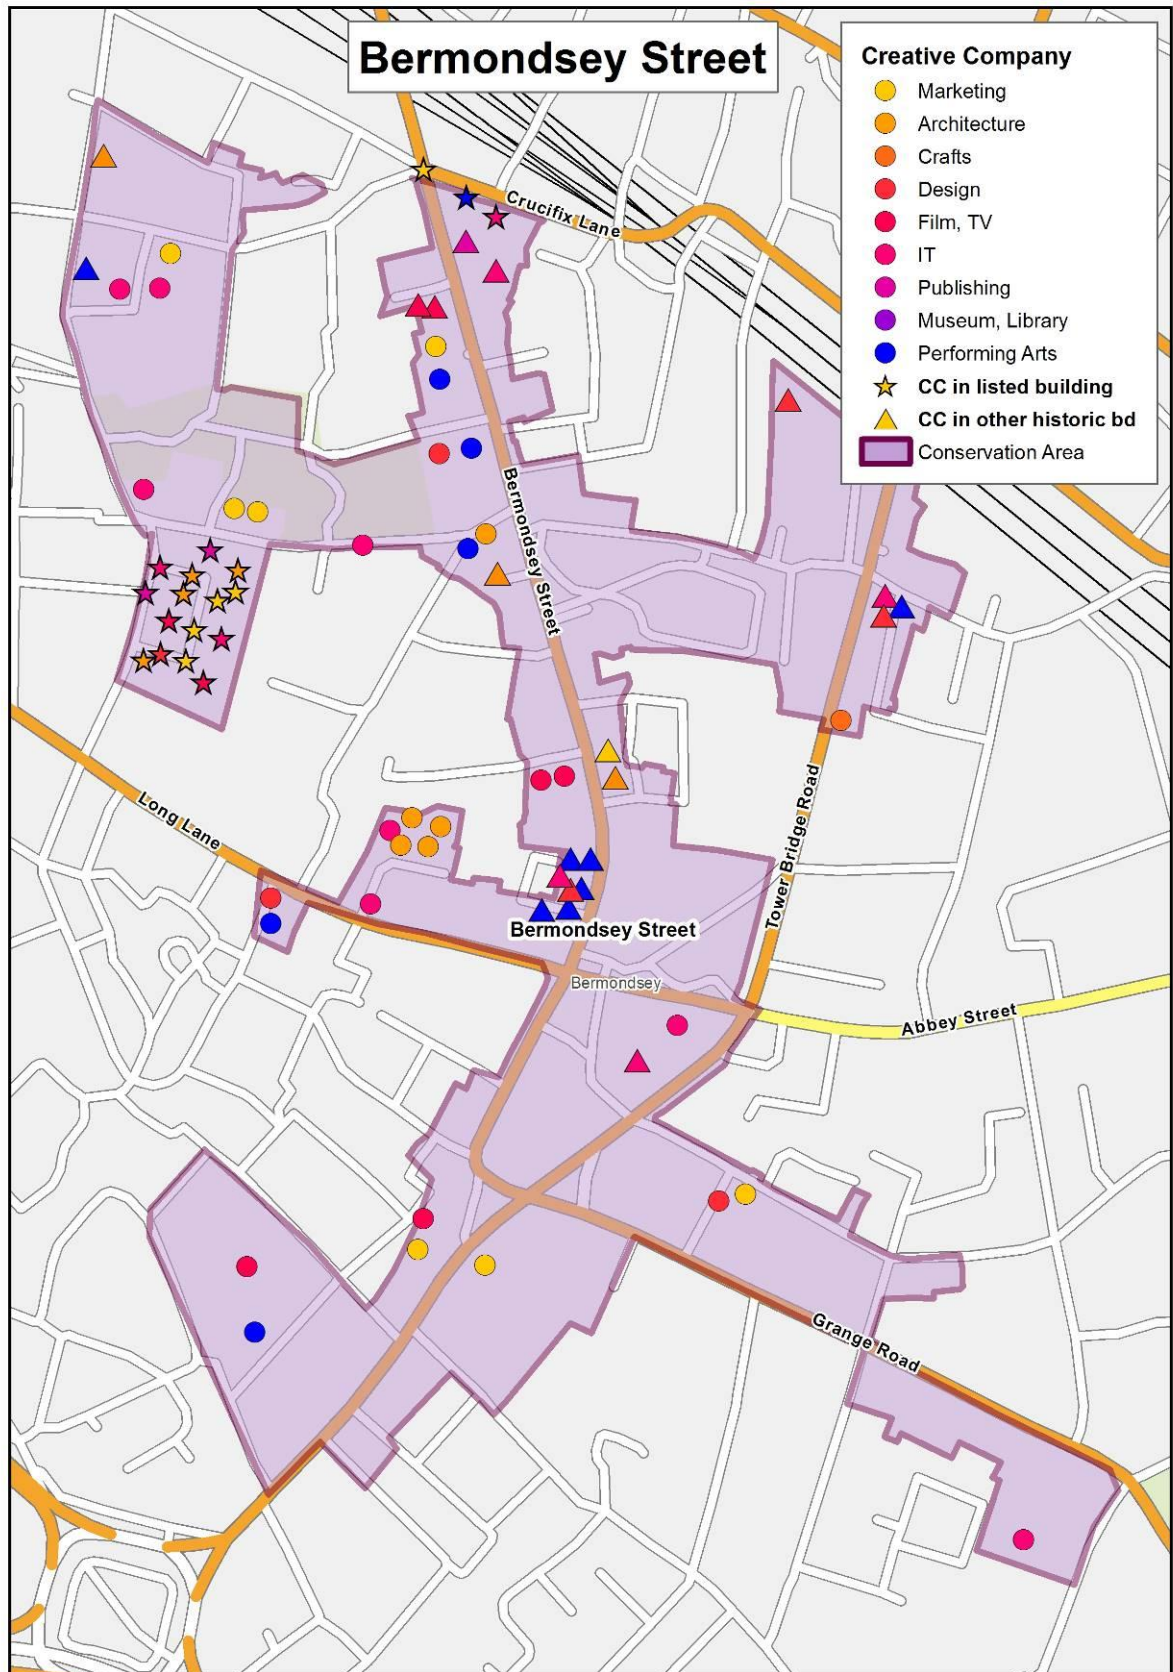 Bermondsey Street
Creative Company
Marketing
Architecture
Crafts
Design
Film, TV
IT
Publishing
Museum, Library
Performing Arts
CC in listed building
CC in other historic bd
Conservation Area
Crucifix Lane
Bermondsey Street
Long Lane
Tower Bridge Road
Bermondsey Street
Bermondsey
Abbey Street
Grange Road